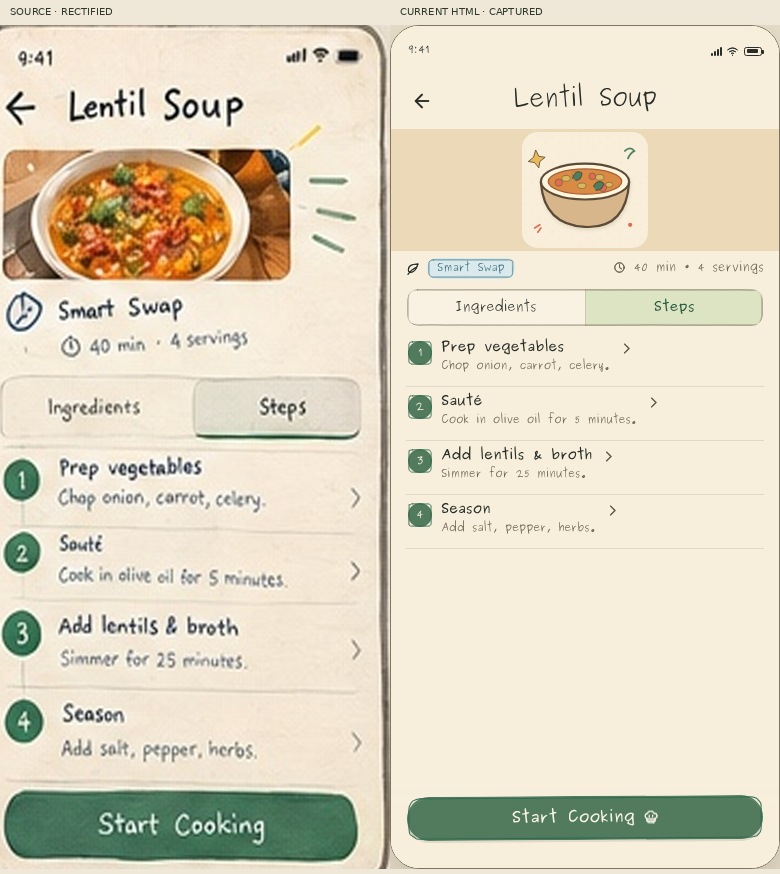 SOURCE · RECTIFIED
9:41
Lentil Soup
Smart Swap
40 min · 4 servings
Ingredients
Steps
1
Prep vegetables
Chop onion, carrot, celery.
2
Sauté
Cook in olive oil for 5 minutes.
3
Add lentils & broth
Simmer for 25 minutes.
4
Season
Add salt, pepper, herbs.
Start Cooking
CURRENT HTML · CAPTURED
9:41
Lentil Soup
Smart Swap
40 min • 4 servings
Ingredients
Steps
1
Prep vegetables
Chop onion, carrot, celery.
2
Sauté
Cook in olive oil for 5 minutes.
3
Add lentils & broth
Simmer for 25 minutes.
4
Season
Add salt, pepper, herbs.
Start Cooking